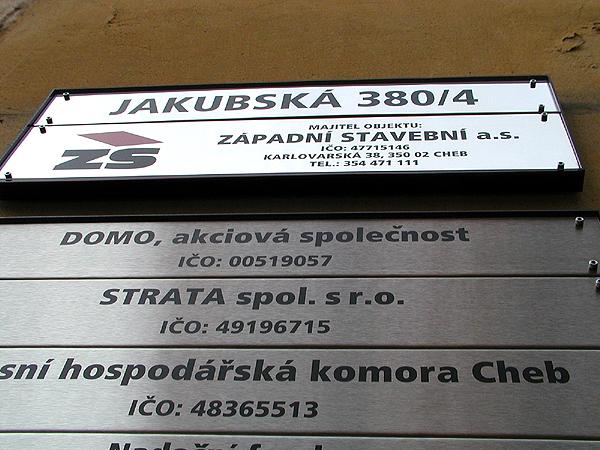 JAKUBSKÁ 380/4
ZS
MAJITEL OBJEKTU:
ZÁPADNÍ STAVEBNÍ a.s.
IČO: 47715146
KARLOVARSKÁ 38, 350 02 CHEB
TEL.: 354 471 111
DOMO, akciová společnost
IČO: 00519057
STRATA spol. s r.o.
IČO: 49196715
sní hospodářská komora Cheb
IČO: 48365513